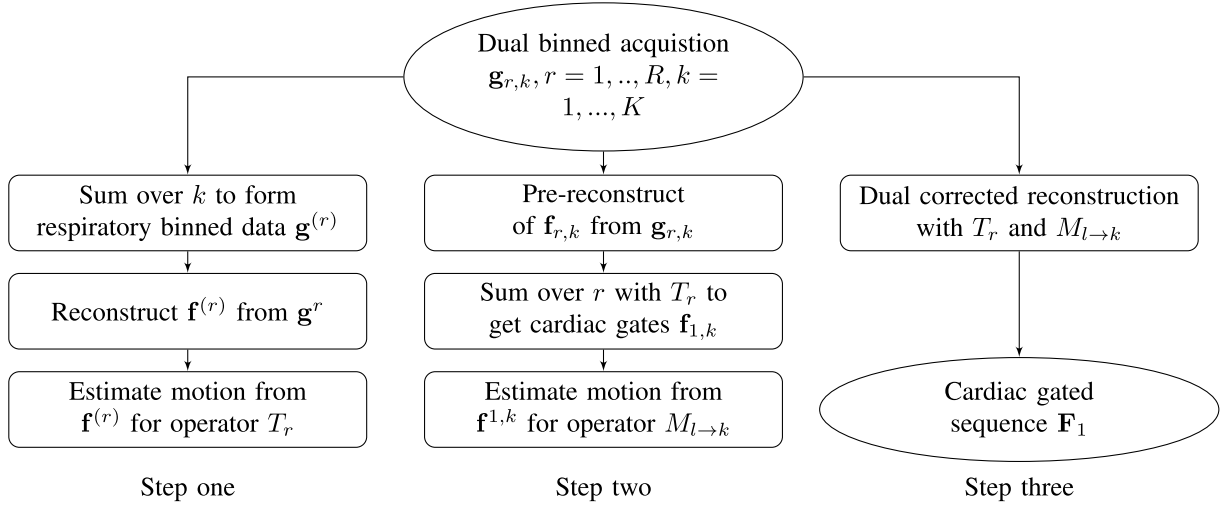 Dual binned acquistion
𝐠_{r,k}, r = 1, .., R, k =
1, ..., K
Sum over k to form
respiratory binned data 𝐠^{(r)}
Reconstruct 𝐟^{(r)} from 𝐠^{r}
Estimate motion from
𝐟^{(r)} for operator T_r
Step one
Pre-reconstruct
of 𝐟_{r,k} from 𝐠_{r,k}
Sum over r with T_r to
get cardiac gates 𝐟_{1,k}
Estimate motion from
𝐟^{1,k} for operator M_{l→k}
Step two
Dual corrected reconstruction
with T_r and M_{l→k}
Cardiac gated
sequence 𝐅_1
Step three